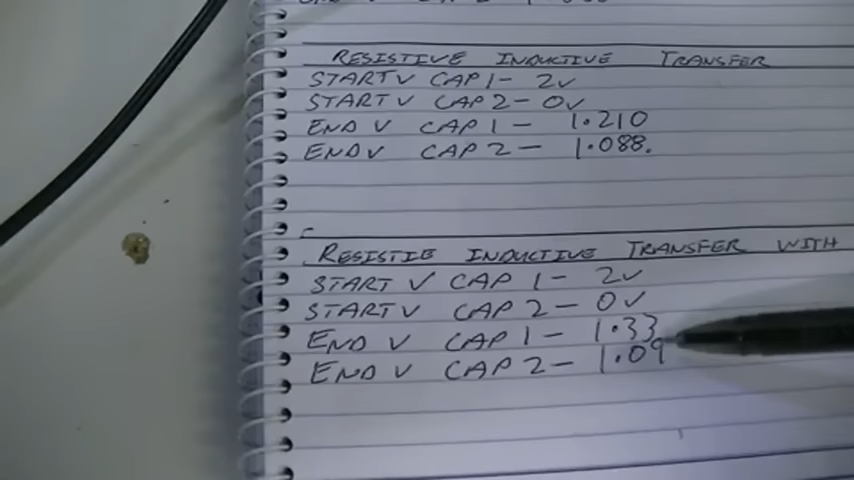 RESISTIVE INDUCTIVE TRANSFER
START V CAP 1 - 2V
START V CAP 2 - 0V
END V CAP 1 - 1.210
END V CAP 2 - 1.088.
RESISTIE INDUCTIVE TRANSFER WITH
START V CAP 1 - 2V
START V CAP 2 - 0V
END V CAP 1 - 1.33
END V CAP 2 - 1.09